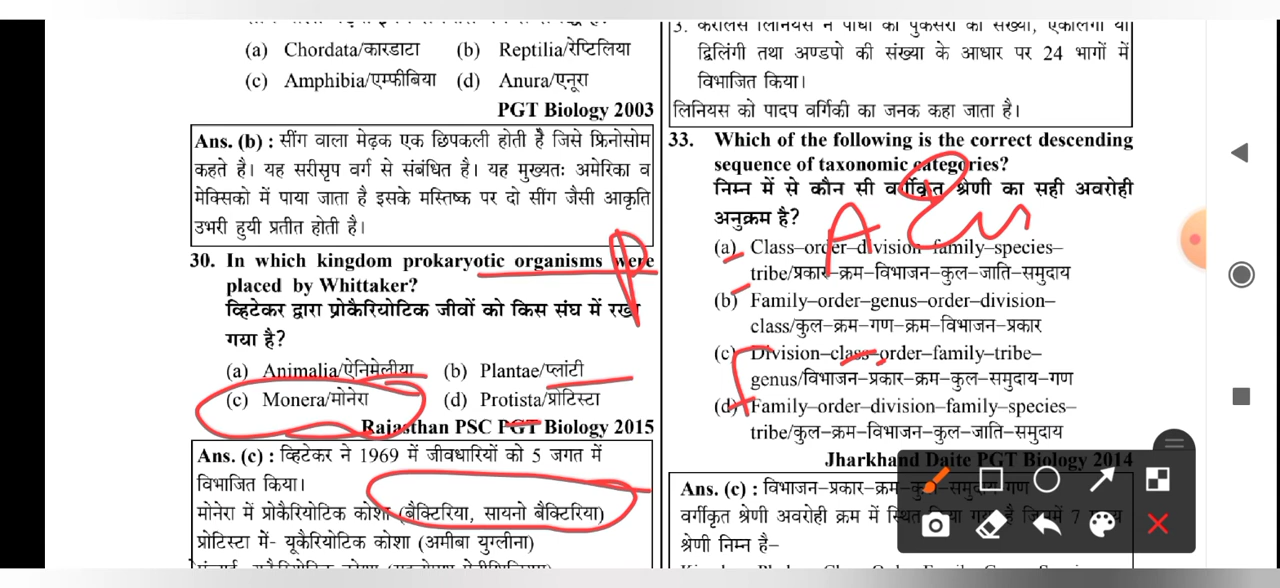 (a) Chordata/कारडाटा (b) Reptilia/रेप्टिलिया
(c) Amphibia/एम्फीबिया (d) Anura/एनूरा
PGT Biology 2003
Ans. (b) : सींग वाला मेढ़क एक छिपकली होती है जिसे फ्रिनोसोम
कहते है। यह सरीसृप वर्ग से संबंधित है। यह मुख्यतः अमेरिका व
मेक्सिको में पाया जाता है इसके मस्तिष्क पर दो सींग जैसी आकृति
उभरी हुयी प्रतीत होती है।
30. In which kingdom prokaryotic organisms were
placed by Whittaker?
व्हिटेकर द्वारा प्रोकैरियोटिक जीवों को किस संघ में रखा
गया है?
(a) Animalia/ऐनिमेलीया (b) Plantae/प्लांटी
(c) Monera/मोनेरा (d) Protista/प्रोटिस्टा
Rajasthan PSC PGT Biology 2015
Ans. (c) : व्हिटेकर ने 1969 में जीवधारियों को 5 जगत में
विभाजित किया।
मोनेरा में प्रोकैरियोटिक कोशा (बैक्टिरिया, सायनो बैक्टिरिया)
प्रोटिस्टा में- यूकैरियोटिक कोशा (अमीबा युग्लीना)
3. करोलस लिनियस ने पौधों को पुंकेसरों की संख्या, एकलिंगी या
द्विलिंगी तथा अण्डपो की संख्या के आधार पर 24 भागों में
विभाजित किया।
लिनियस को पादप वर्गिकी का जनक कहा जाता है।
33. Which of the following is the correct descending
sequence of taxonomic categories?
निम्न में से कौन सी वर्गीकृत श्रेणी का सही अवरोही
अनुक्रम है?
(a) Class–order–division–family–species–
tribe/प्रकार–क्रम–विभाजन–कुल–जाति–समुदाय
(b) Family–order–genus–order–division–
class/कुल–क्रम–गण–क्रम–विभाजन–प्रकार
(c) Division–class–order–family–tribe–
genus/विभाजन–प्रकार–क्रम–कुल–समुदाय–गण
(d) Family–order–division–family–species–
tribe/कुल–क्रम–विभाजन–कुल–जाति–समुदाय
Jharkhand Daite PGT Biology 2014
Ans. (c) : विभाजन–प्रकार–क्रम–
वर्गीकृत श्रेणी अवरोही क्रम में
श्रेणी निम्न है–